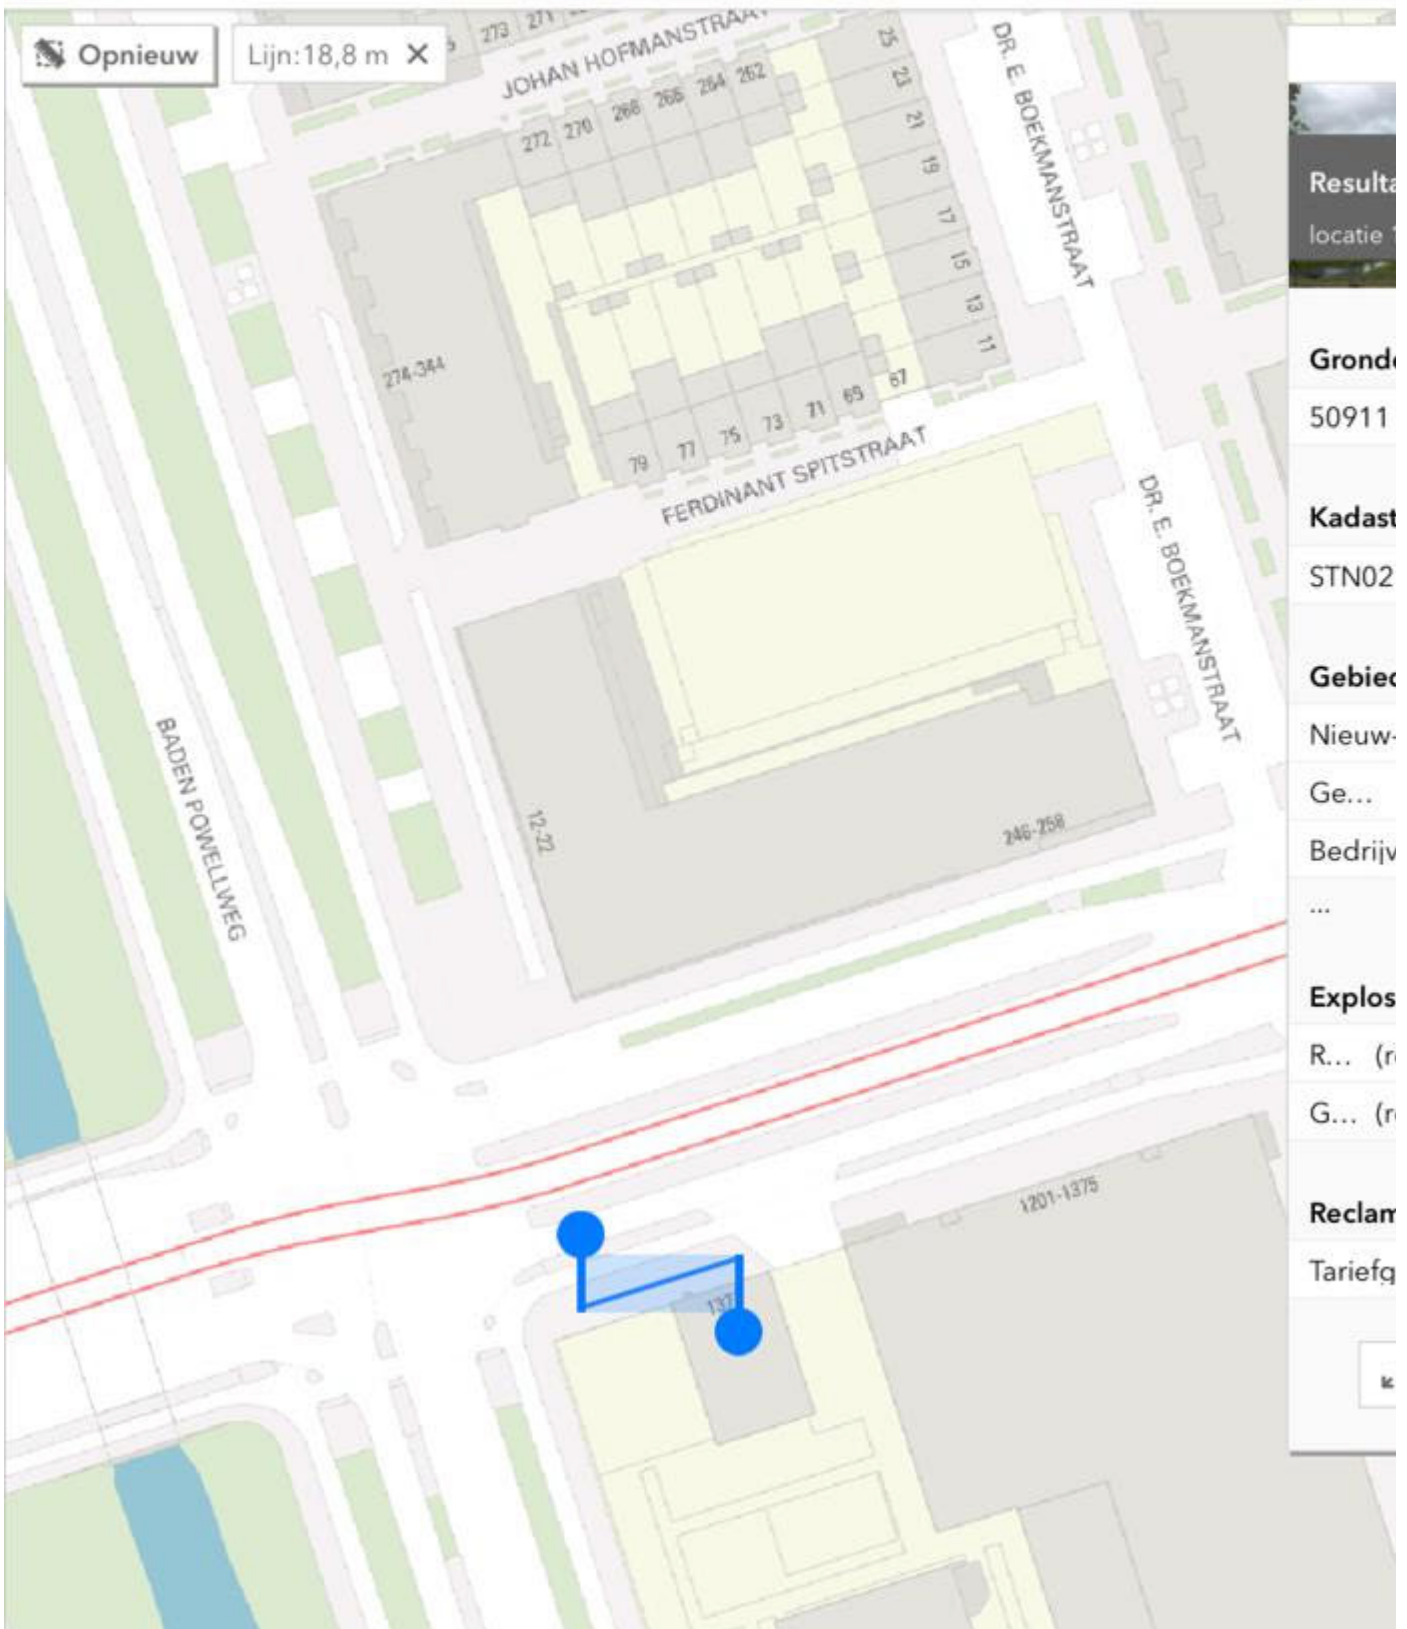 Opnieuw
Lijn:18,8 m ✕
273
271
JOHAN HOFMANSTRAAT
272
270
268
266
264
262
25
23
21
19
17
15
13
11
DR. E. BOEKMANSTRAAT
274-344
79
77
75
73
71
69
67
FERDINANT SPITSTRAAT
DR. E. BOEKMANSTRAAT
BADEN POWELLWEG
12-22
246-258
1201-1375
137
Resulta
locatie 1
Gronde
50911
Kadast
STN02
Gebied
Nieuw-
Ge...
Bedrijv
...
Explos
R... (r
G... (r
Reclam
Tariefg